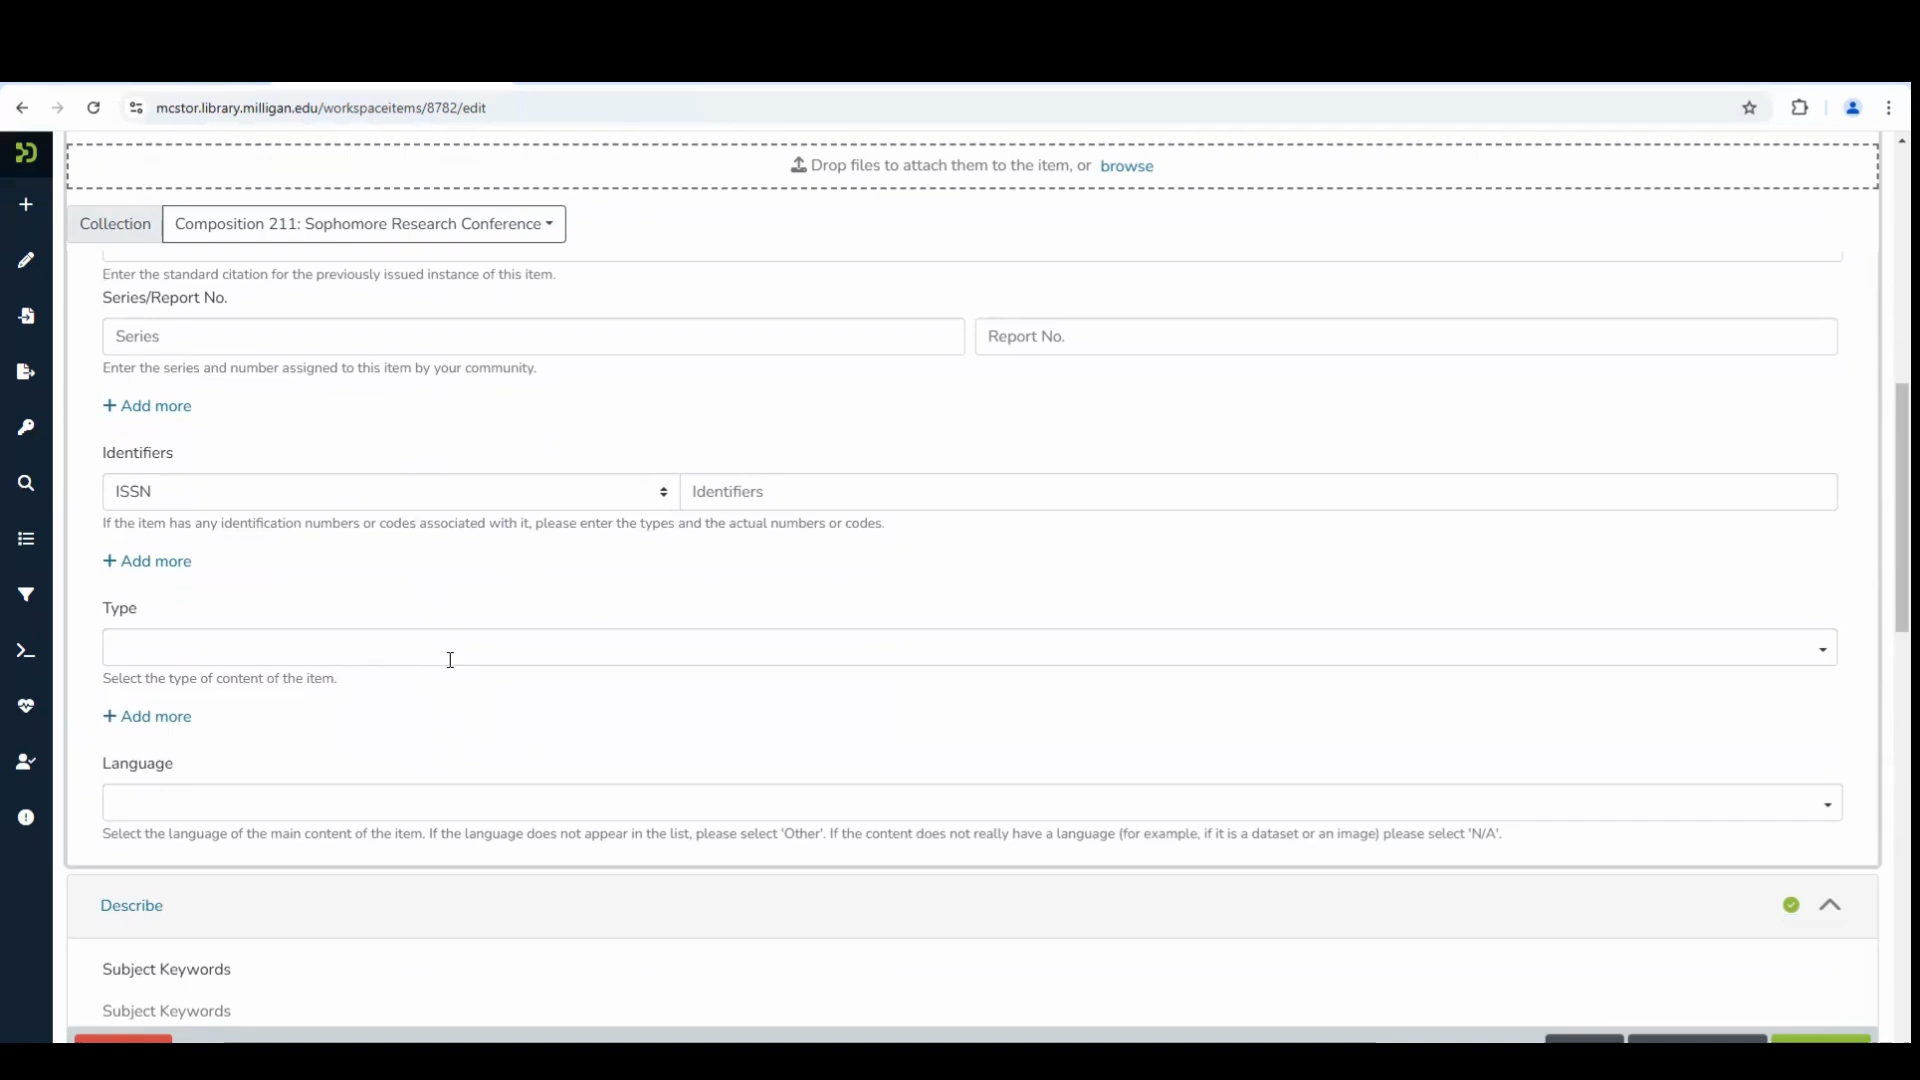 mcstor.library.milligan.edu/workspaceitems/8782/edit
Drop files to attach them to the item, or browse
Collection Composition 211: Sophomore Research Conference
Enter the standard citation for the previously issued instance of this item.
Series/Report No.
Series Report No.
Enter the series and number assigned to this item by your community.
+ Add more
Identifiers
ISSN Identifiers
If the item has any identification numbers or codes associated with it, please enter the types and the actual numbers or codes.
+ Add more
Type
Select the type of content of the item.
+ Add more
Language
Select the language of the main content of the item. If the language does not appear in the list, please select 'Other'. If the content does not really have a language (for example, if it is a dataset or an image) please select 'N/A'.
Describe
Subject Keywords
Subject Keywords